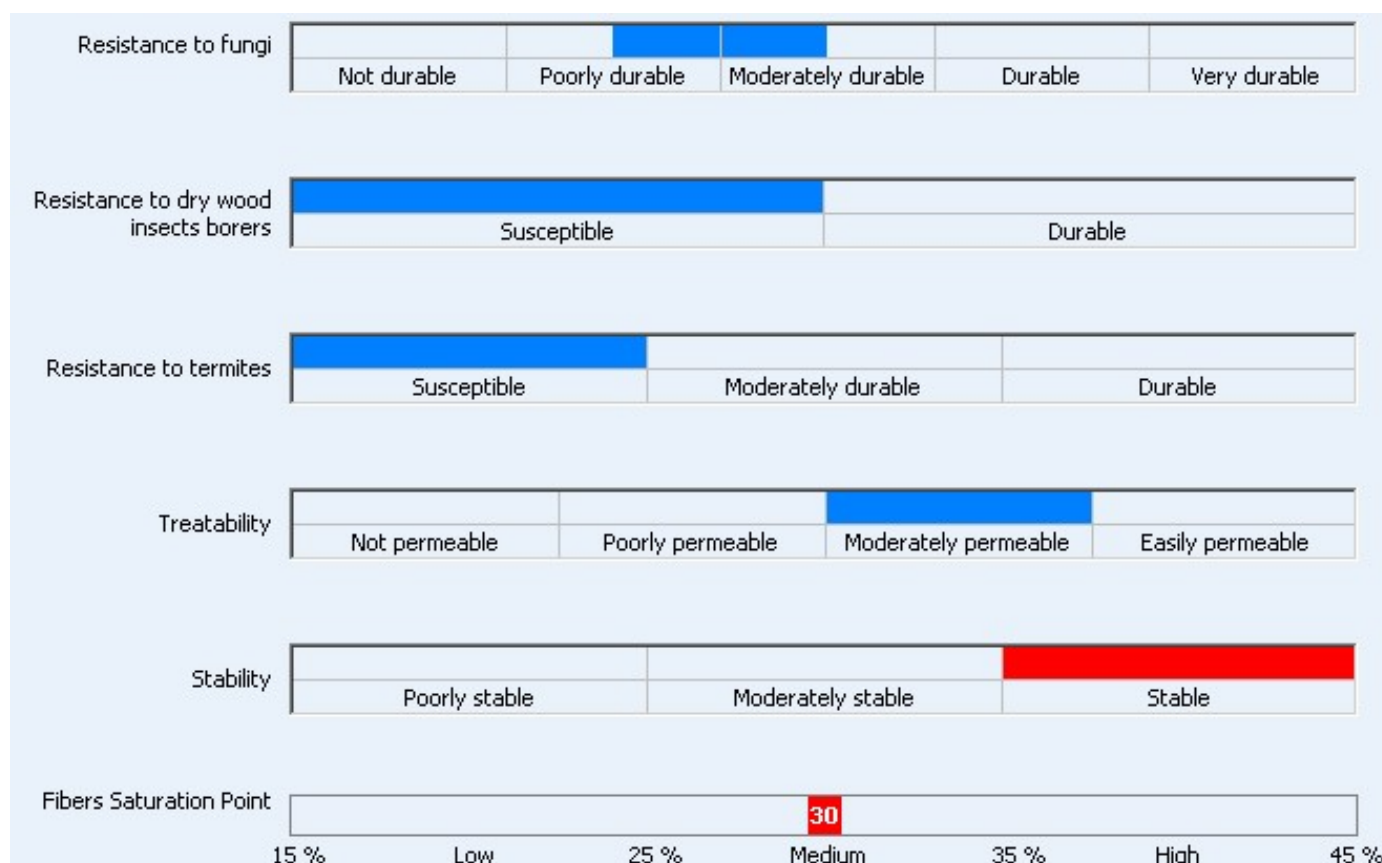 Resistance to fungi
Not durable Poorly durable Moderately durable Durable Very durable
Resistance to dry wood
insects borers
Susceptible Durable
Resistance to termites
Susceptible Moderately durable Durable
Treatability
Not permeable Poorly permeable Moderately permeable Easily permeable
Stability
Poorly stable Moderately stable Stable
Fibers Saturation Point
30
15 % Low 25 % Medium 35 % High 45 %